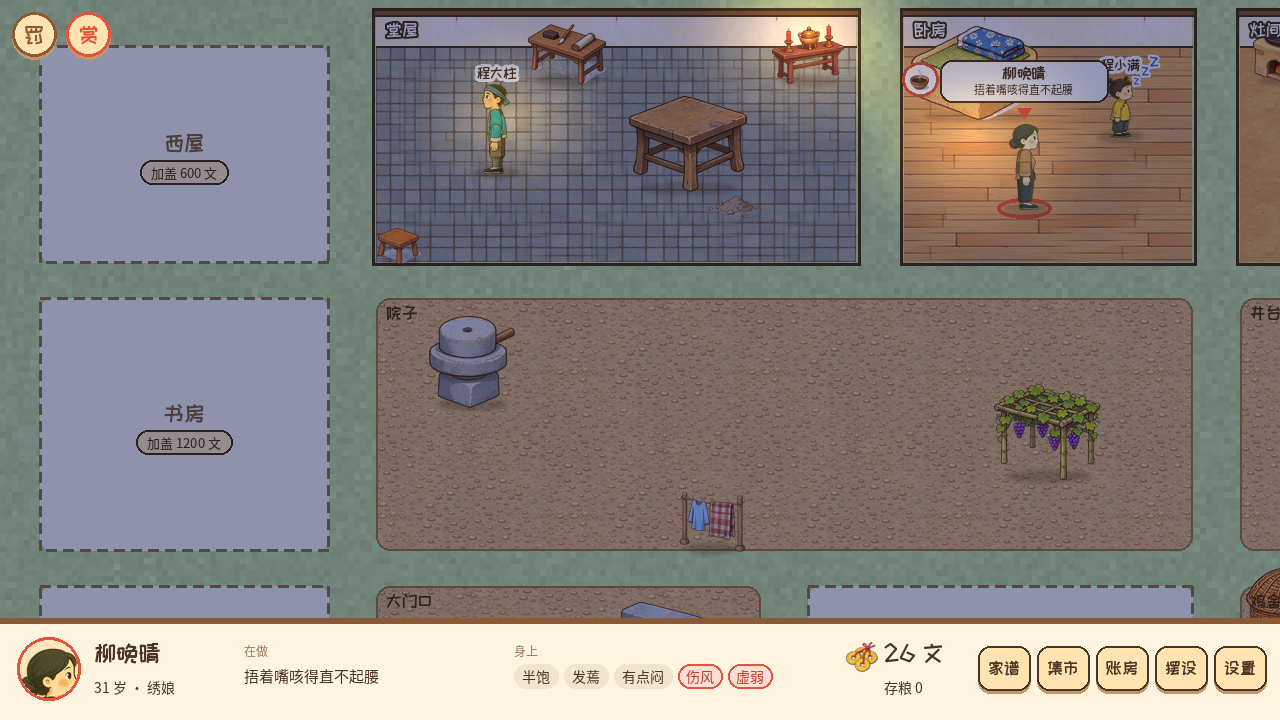 罚
赏
堂屋
卧房
灶间
程大柱
程小满
柳晚晴
捂着嘴咳得直不起腰
z
z
z
西屋
加盖 600 文
书房
加盖 1200 文
院子
井台
大门口
柳晚晴
31 岁 · 绣娘
在做
捂着嘴咳得直不起腰
身上
半饱
发蔫
有点闷
伤风
虚弱
26 文
存粮 0
家谱
集市
账房
摆设
设置